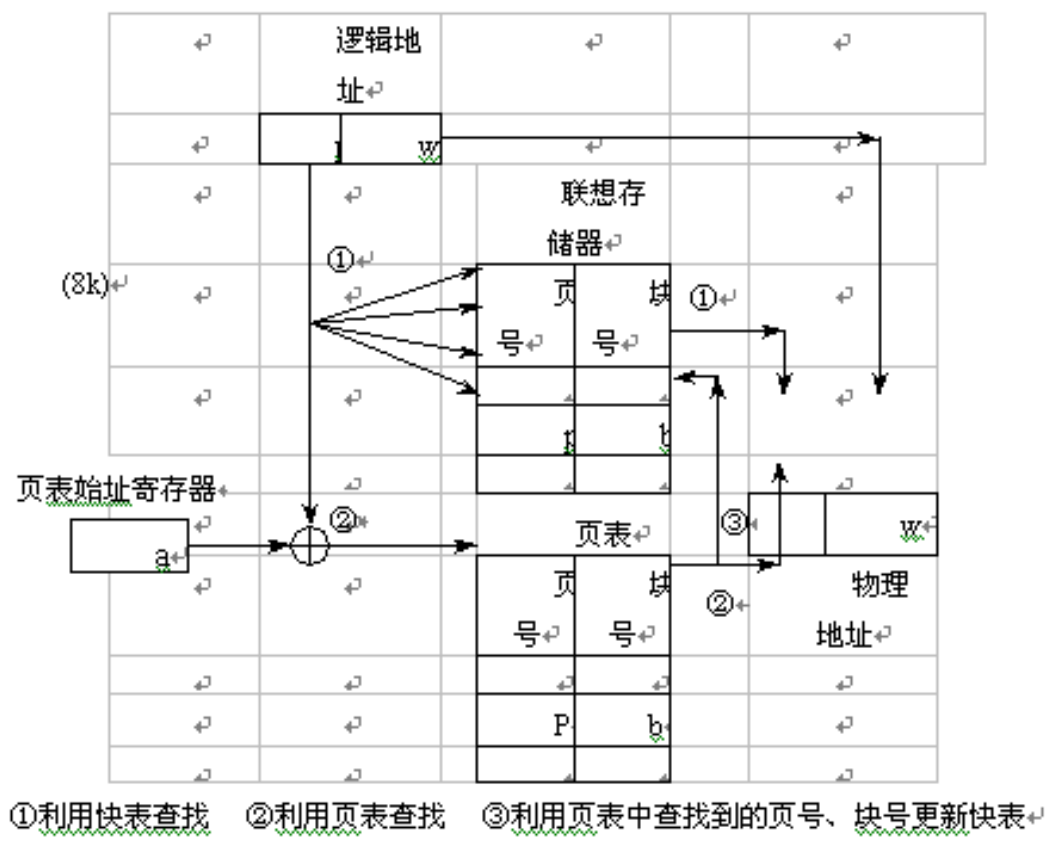 逻辑地
址
w
联想存
储器
①
(8k)
页 块 ①
号 号
页表始址寄存器
② 页表 ③ w
a
页 块 ② 物理
号 号 地址
P b
①利用快表查找 ②利用页表查找 ③利用页表中查找到的页号、块号更新快表